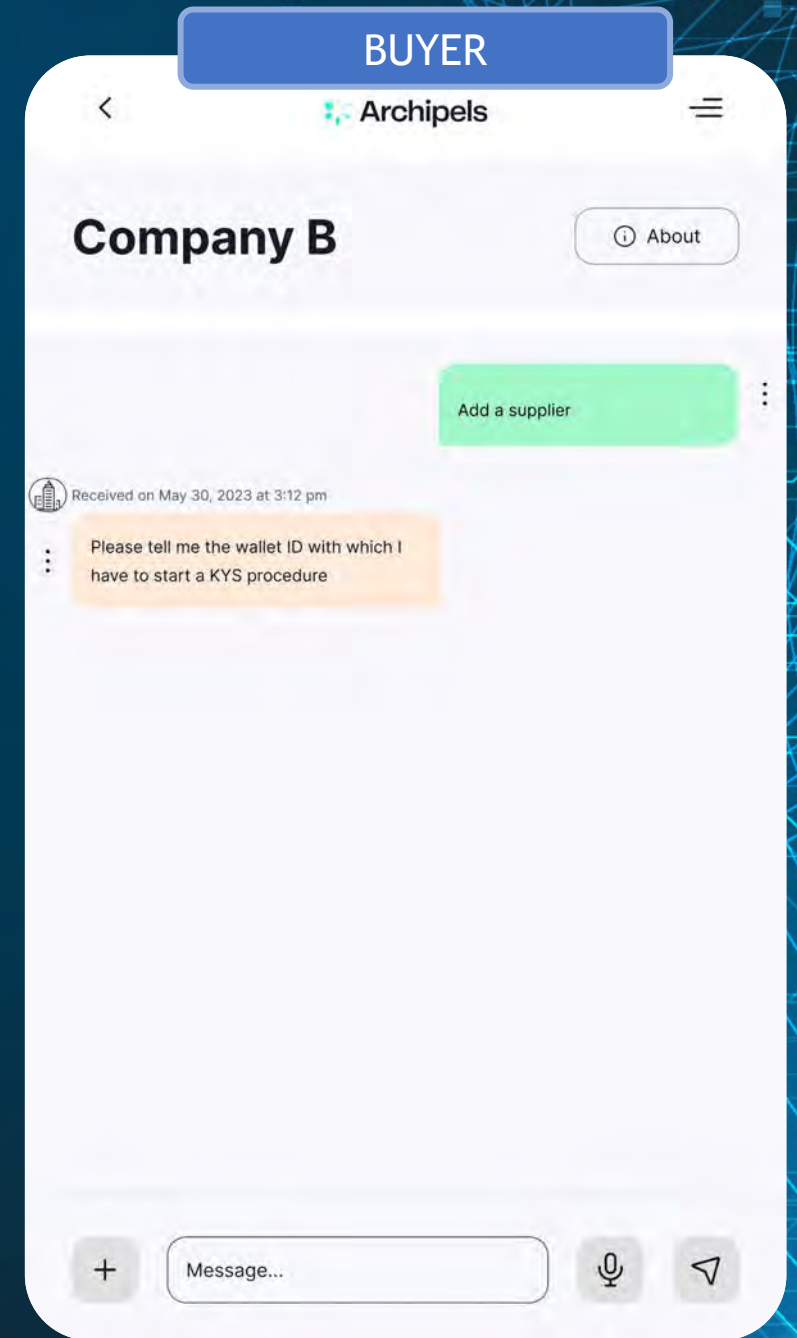 BUYER
Archipels
Company B
About
Add a supplier
Received on May 30, 2023 at 3:12 pm
Please tell me the wallet ID with which I
have to start a KYS procedure
Message...